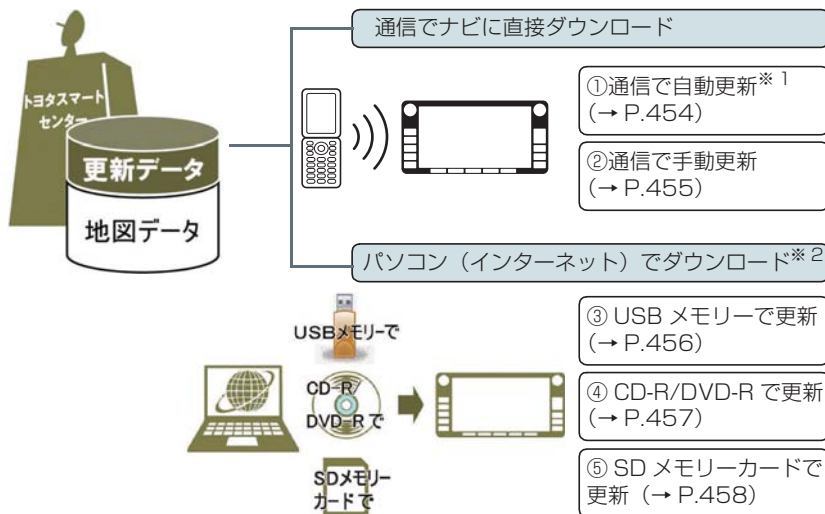 通信でナビに直接ダウンロード
トヨタスマート
センター
更新データ
地図データ
①通信で自動更新※1
(→ P.454)
②通信で手動更新
(→ P.455)
パソコン（インターネット）でダウンロード※2
USBメモリーで
CD-R/
DVD-Rで
SDメモリー
カードで
③ USB メモリーで更新
(→ P.456)
④ CD-R/DVD-R で更新
(→ P.457)
⑤ SD メモリーカードで
更新（→ P.458）